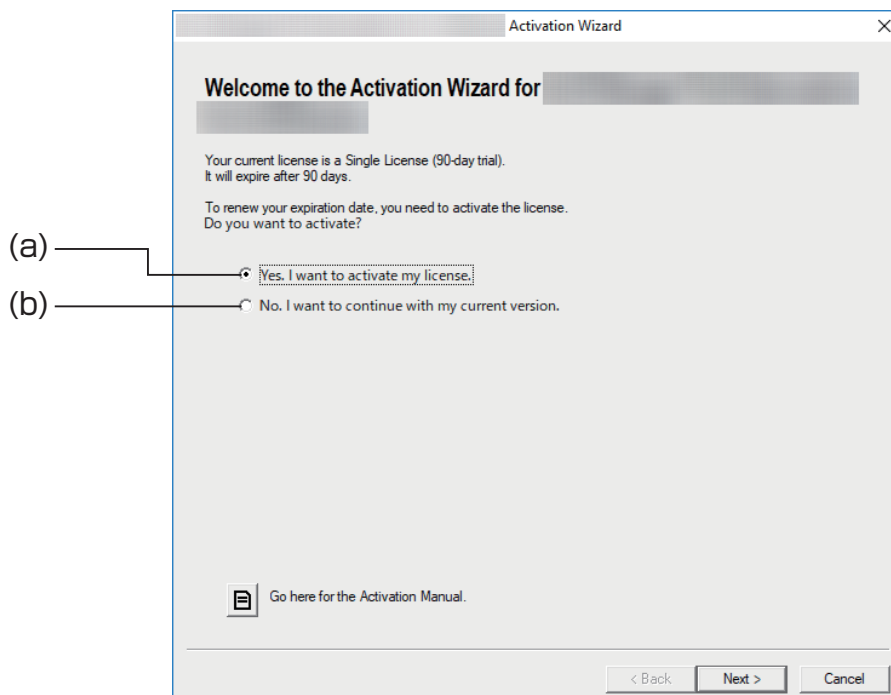 Activation Wizard
Welcome to the Activation Wizard for
Your current license is a Single License (90-day trial).
It will expire after 90 days.
To renew your expiration date, you need to activate the license.
Do you want to activate?
(a)
Yes. I want to activate my license.
(b)
No. I want to continue with my current version.
Go here for the Activation Manual.
< Back
Next >
Cancel